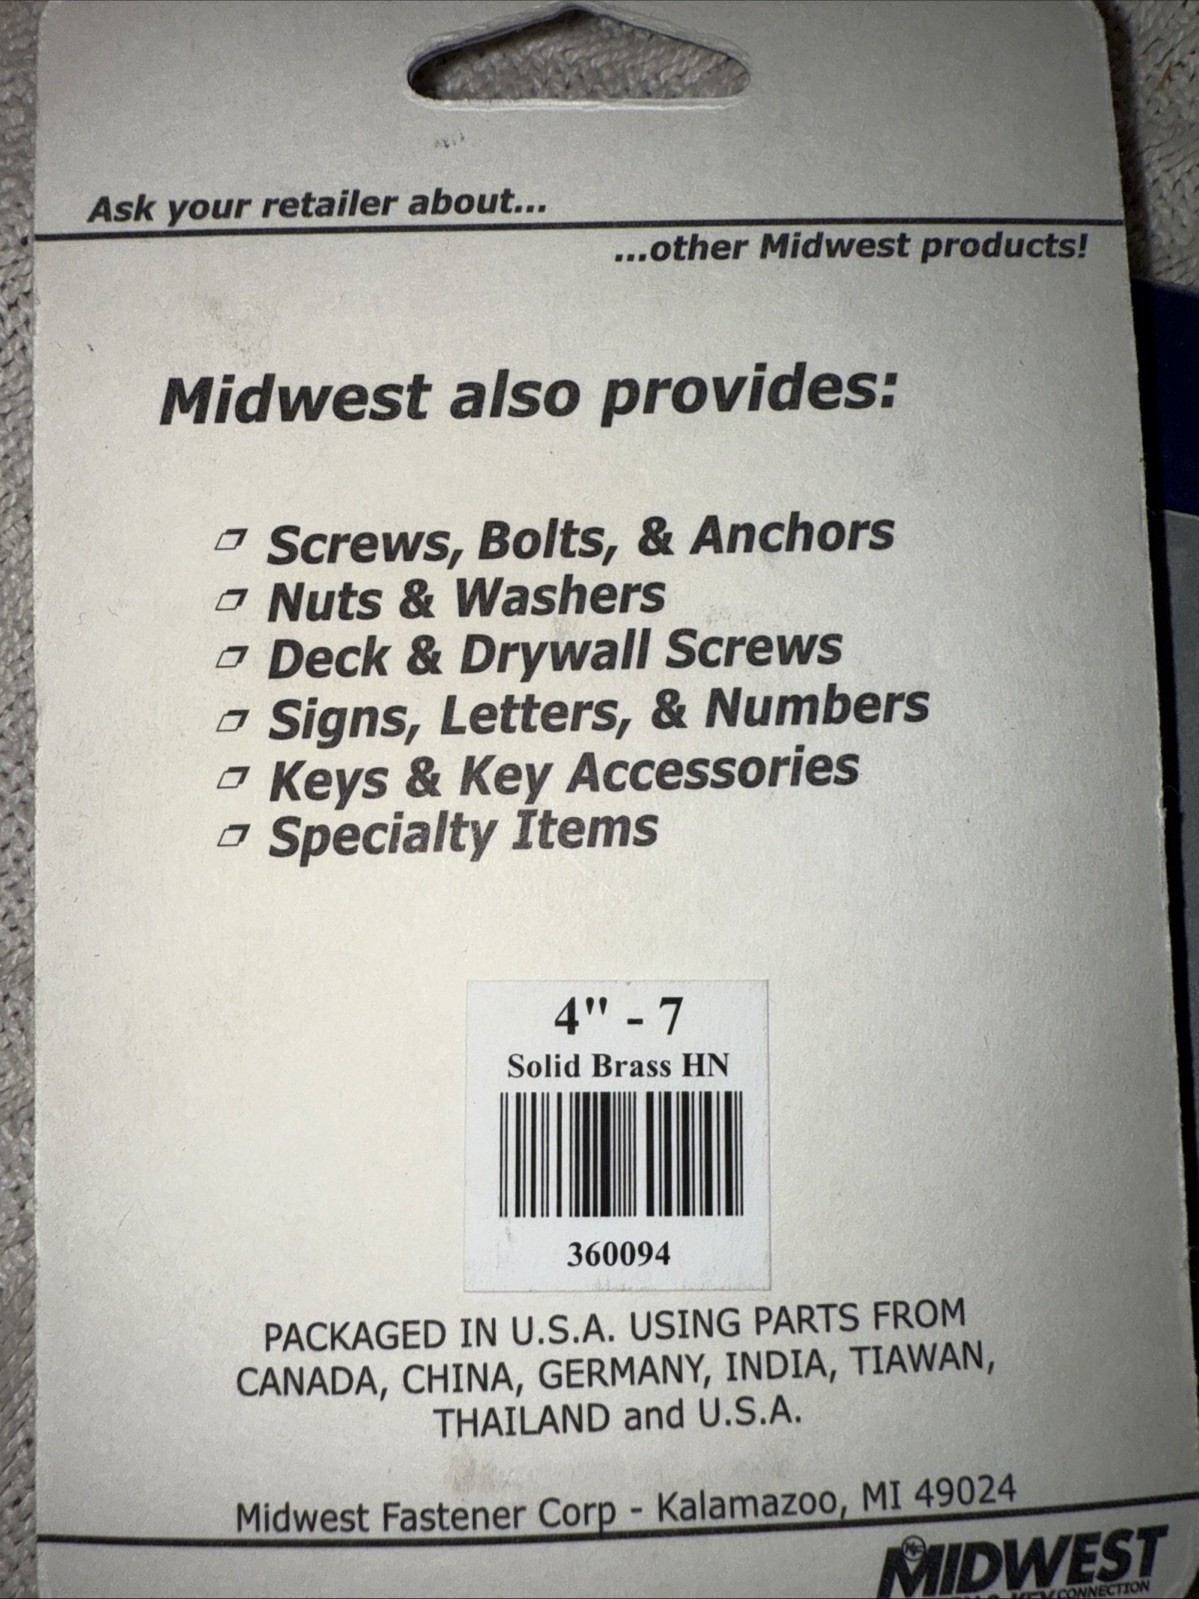 Ask your retailer about...
...other Midwest products!
Midwest also provides:
Screws, Bolts, & Anchors
Nuts & Washers
Deck & Drywall Screws
Signs, Letters, & Numbers
Keys & Key Accessories
Specialty Items
4" - 7
Solid Brass HN
360094
PACKAGED IN U.S.A. USING PARTS FROM
CANADA, CHINA, GERMANY, INDIA, TIAWAN,
THAILAND and U.S.A.
Midwest Fastener Corp - Kalamazoo, MI 49024
MIDWEST
& KEY CONNECTION